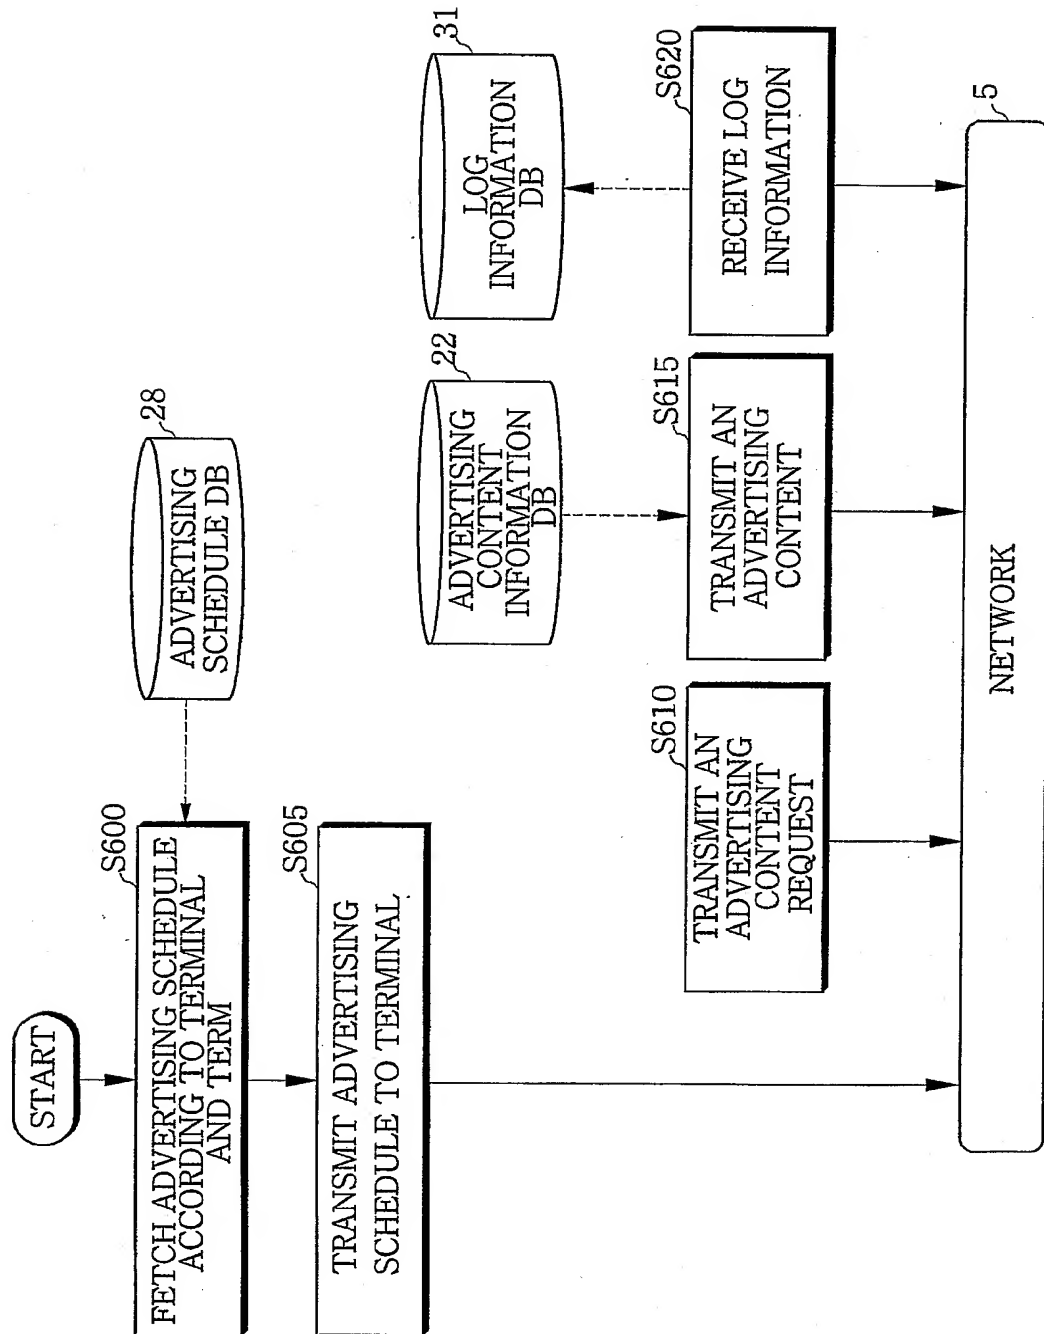 START
S600
FETCH ADVERTISING SCHEDULE
ACCORDING TO TERMINAL
AND TERM
28
ADVERTISING
SCHEDULE DB
S605
TRANSMIT ADVERTISING
SCHEDULE TO TERMINAL
22
ADVERTISING
CONTENT
INFORMATION
DB
31
LOG
INFORMATION
DB
S610
TRANSMIT AN
ADVERTISING
CONTENT
REQUEST
S615
TRANSMIT AN
ADVERTISING
CONTENT
S620
RECEIVE LOG
INFORMATION
5
NETWORK